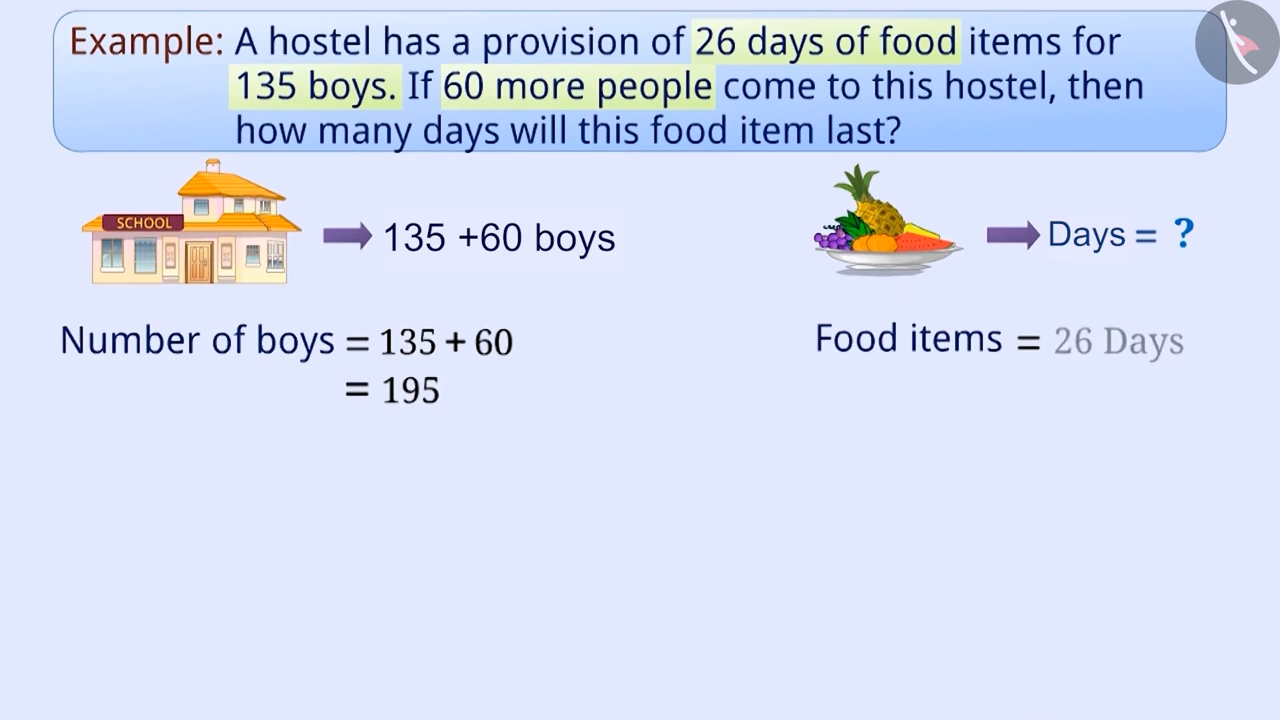 Example: A hostel has a provision of 26 days of food items for
135 boys. If 60 more people come to this hostel, then
how many days will this food item last?
SCHOOL
135 +60 boys
Days = ?
Number of boys = 135 + 60
= 195
Food items = 26 Days